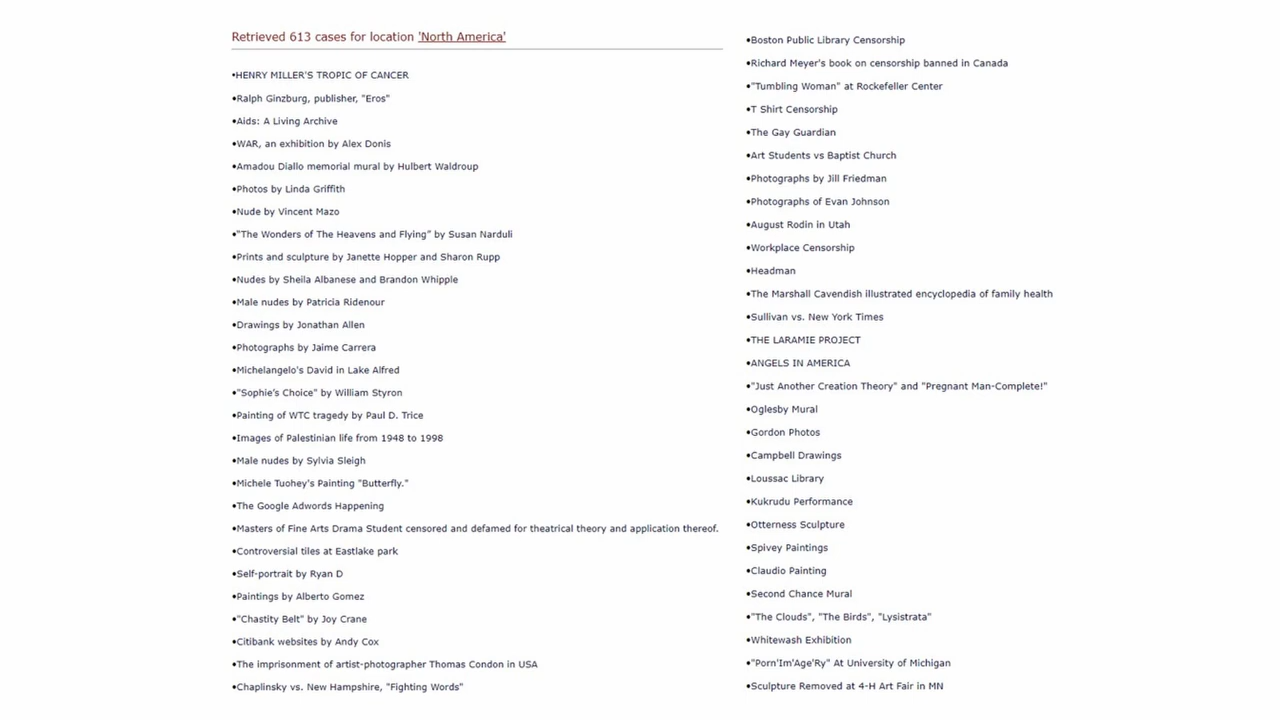 Retrieved 613 cases for location 'North America'
•HENRY MILLER'S TROPIC OF CANCER
•Ralph Ginzburg, publisher, "Eros"
•Aids: A Living Archive
•WAR, an exhibition by Alex Donis
•Amadou Diallo memorial mural by Hulbert Waldroup
•Photos by Linda Griffith
•Nude by Vincent Mazo
•"The Wonders of The Heavens and Flying" by Susan Narduli
•Prints and sculpture by Janette Hopper and Sharon Rupp
•Nudes by Sheila Albanese and Brandon Whipple
•Male nudes by Patricia Ridenour
•Drawings by Jonathan Allen
•Photographs by Jaime Carrera
•Michelangelo's David in Lake Alfred
•"Sophie's Choice" by William Styron
•Painting of WTC tragedy by Paul D. Trice
•Images of Palestinian life from 1948 to 1998
•Male nudes by Sylvia Sleigh
•Michele Tuohey's Painting "Butterfly."
•The Google Adwords Happening
•Masters of Fine Arts Drama Student censored and defamed for theatrical theory and application thereof.
•Controversial tiles at Eastlake park
•Self-portrait by Ryan D
•Paintings by Alberto Gomez
•"Chastity Belt" by Joy Crane
•Citibank websites by Andy Cox
•The imprisonment of artist-photographer Thomas Condon in USA
•Chaplinsky vs. New Hampshire, "Fighting Words"
•Boston Public Library Censorship
•Richard Meyer's book on censorship banned in Canada
•"Tumbling Woman" at Rockefeller Center
•T Shirt Censorship
•The Gay Guardian
•Art Students vs Baptist Church
•Photographs by Jill Friedman
•Photographs of Evan Johnson
•August Rodin in Utah
•Workplace Censorship
•Headman
•The Marshall Cavendish illustrated encyclopedia of family health
•Sullivan vs. New York Times
•THE LARAMIE PROJECT
•ANGELS IN AMERICA
•"Just Another Creation Theory" and "Pregnant Man-Complete!"
•Oglesby Mural
•Gordon Photos
•Campbell Drawings
•Loussac Library
•Kukrudu Performance
•Otterness Sculpture
•Spivey Paintings
•Claudio Painting
•Second Chance Mural
•"The Clouds", "The Birds", "Lysistrata"
•Whitewash Exhibition
•"Porn'Im'Age'Ry" At University of Michigan
•Sculpture Removed at 4-H Art Fair in MN